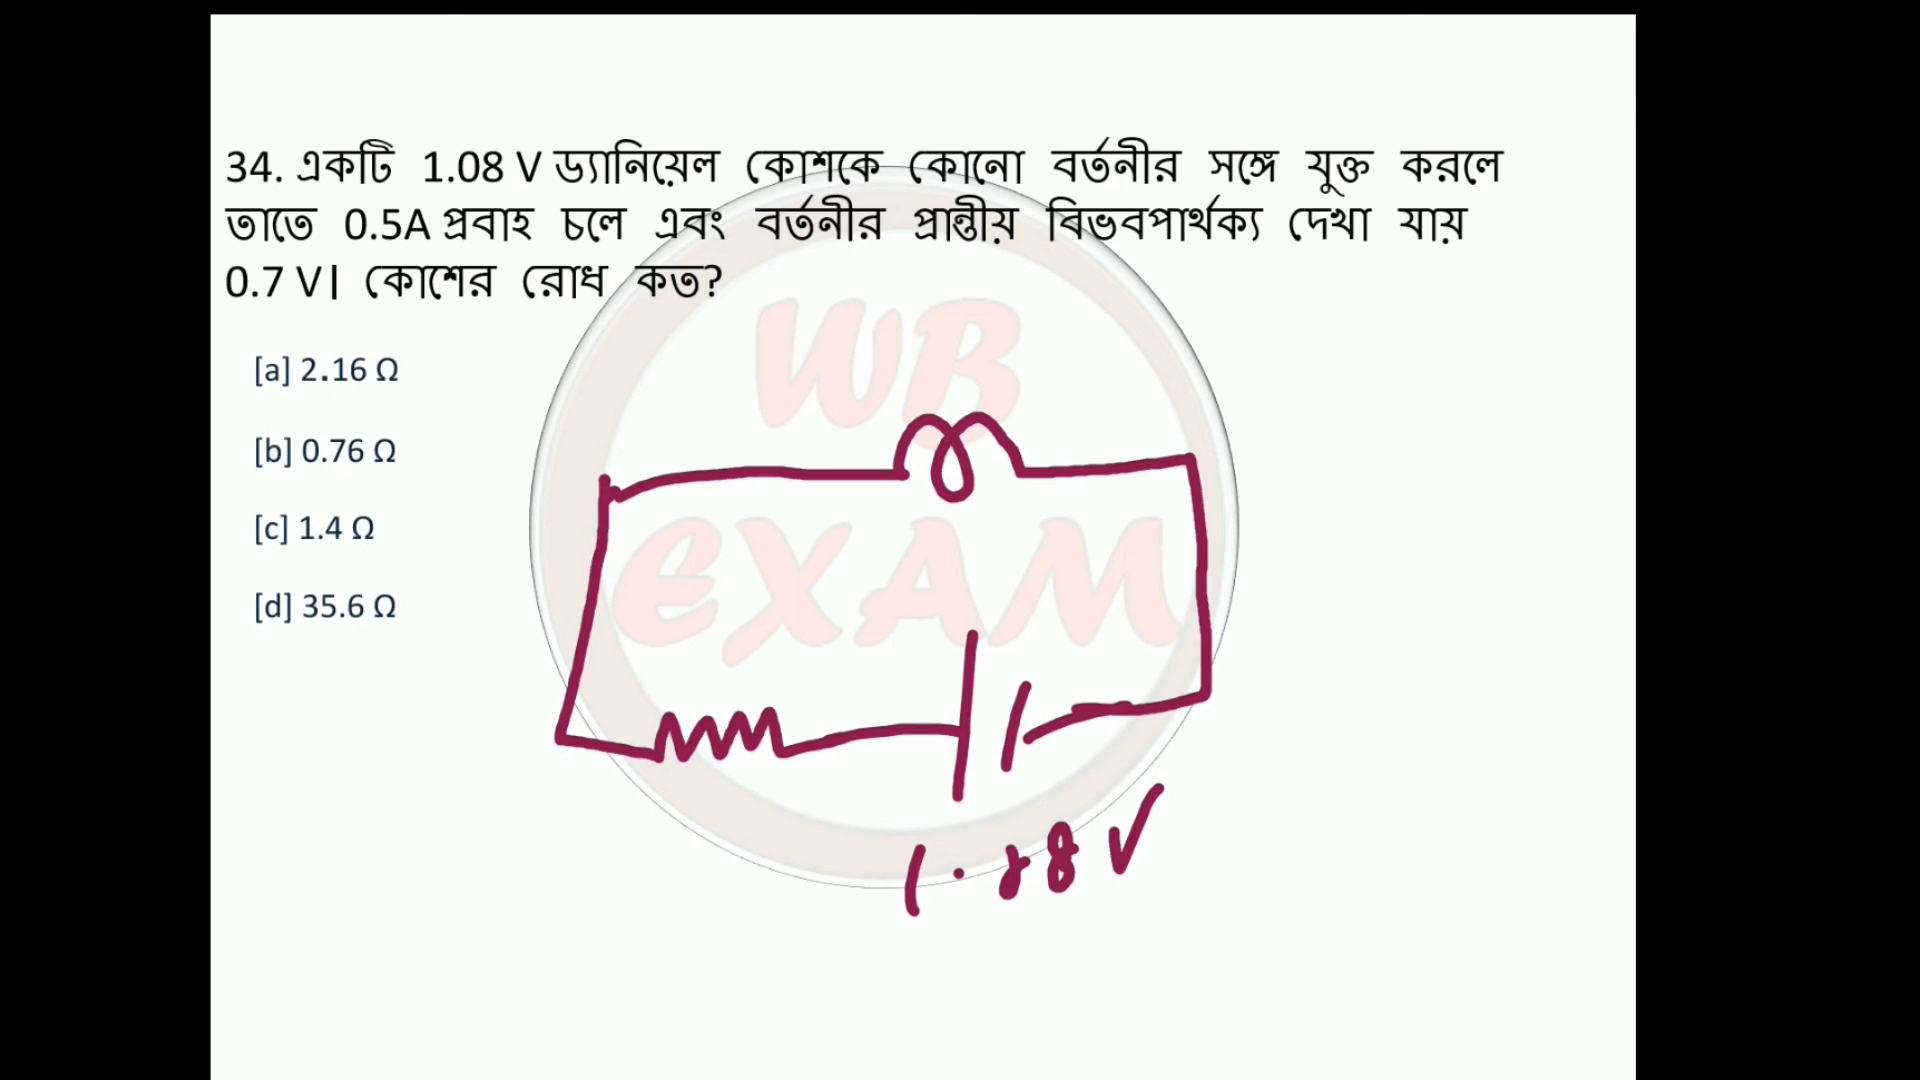 34. একটি 1.08 V ড্যানিয়েল কোশকে কোনো বর্তনীর সঙ্গে যুক্ত করলে
তাতে 0.5A প্রবাহ চলে এবং বর্তনীর প্রান্তীয় বিভবপার্থক্য দেখা যায়
0.7 V। কোশের রোধ কত?
[a] 2.16 Ω
WB
[b] 0.76 Ω
[c] 1.4 Ω
EXAM
[d] 35.6 Ω
1.08 V